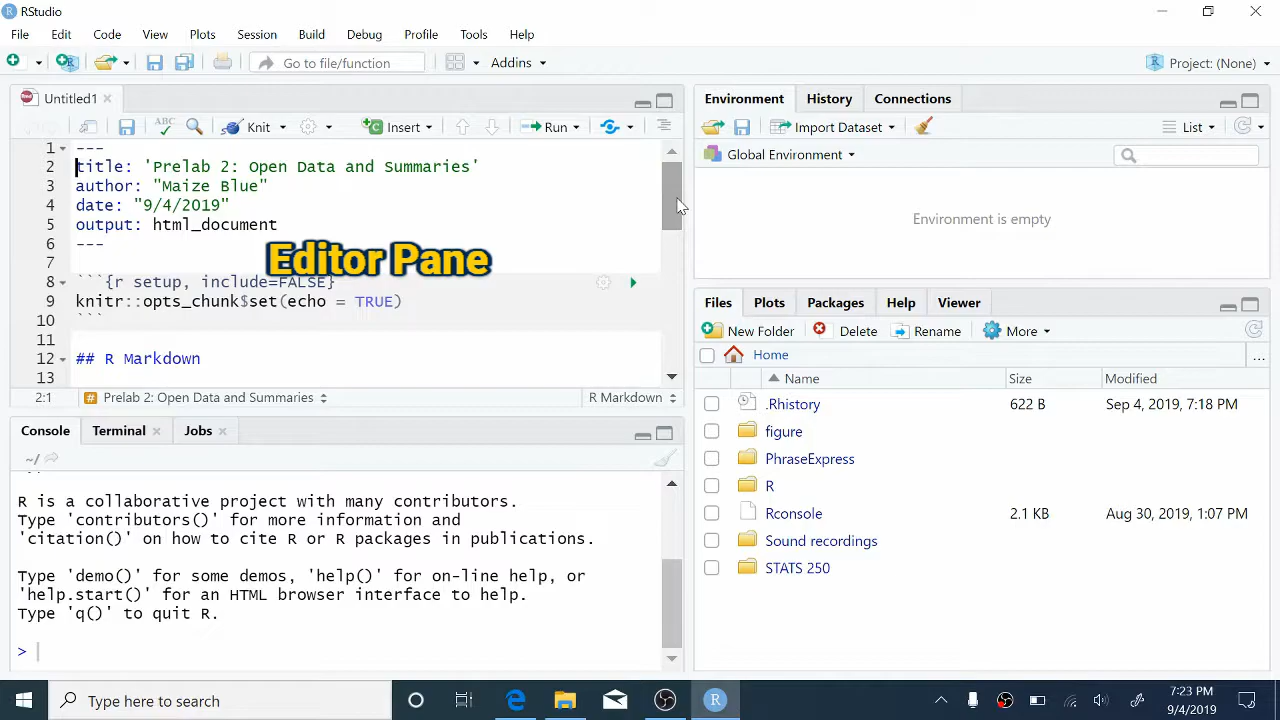 RStudio
File Edit Code View Plots Session Build Debug Profile Tools Help
Go to file/function Addins Project: (None)
Untitled1
ABC Knit Insert Run
1 ---
2 title: 'Prelab 2: Open Data and Summaries'
3 author: "Maize Blue"
4 date: "9/4/2019"
5 output: html_document
6 ---
7
Editor Pane
8 ```{r setup, include=FALSE}
9 knitr::opts_chunk$set(echo = TRUE)
10 ```
11
12 ## R Markdown
13
2:1 # Prelab 2: Open Data and Summaries R Markdown
Console Terminal Jobs
~/
R is a collaborative project with many contributors.
Type 'contributors()' for more information and
'citation()' on how to cite R or R packages in publications.
Type 'demo()' for some demos, 'help()' for on-line help, or
'help.start()' for an HTML browser interface to help.
Type 'q()' to quit R.
>
Environment History Connections
Import Dataset List
Global Environment
Environment is empty
Files Plots Packages Help Viewer
New Folder Delete Rename More
Home ...
Name Size Modified
.Rhistory 622 B Sep 4, 2019, 7:18 PM
figure
PhraseExpress
R
Rconsole 2.1 KB Aug 30, 2019, 1:07 PM
Sound recordings
STATS 250
Type here to search
7:23 PM
9/4/2019